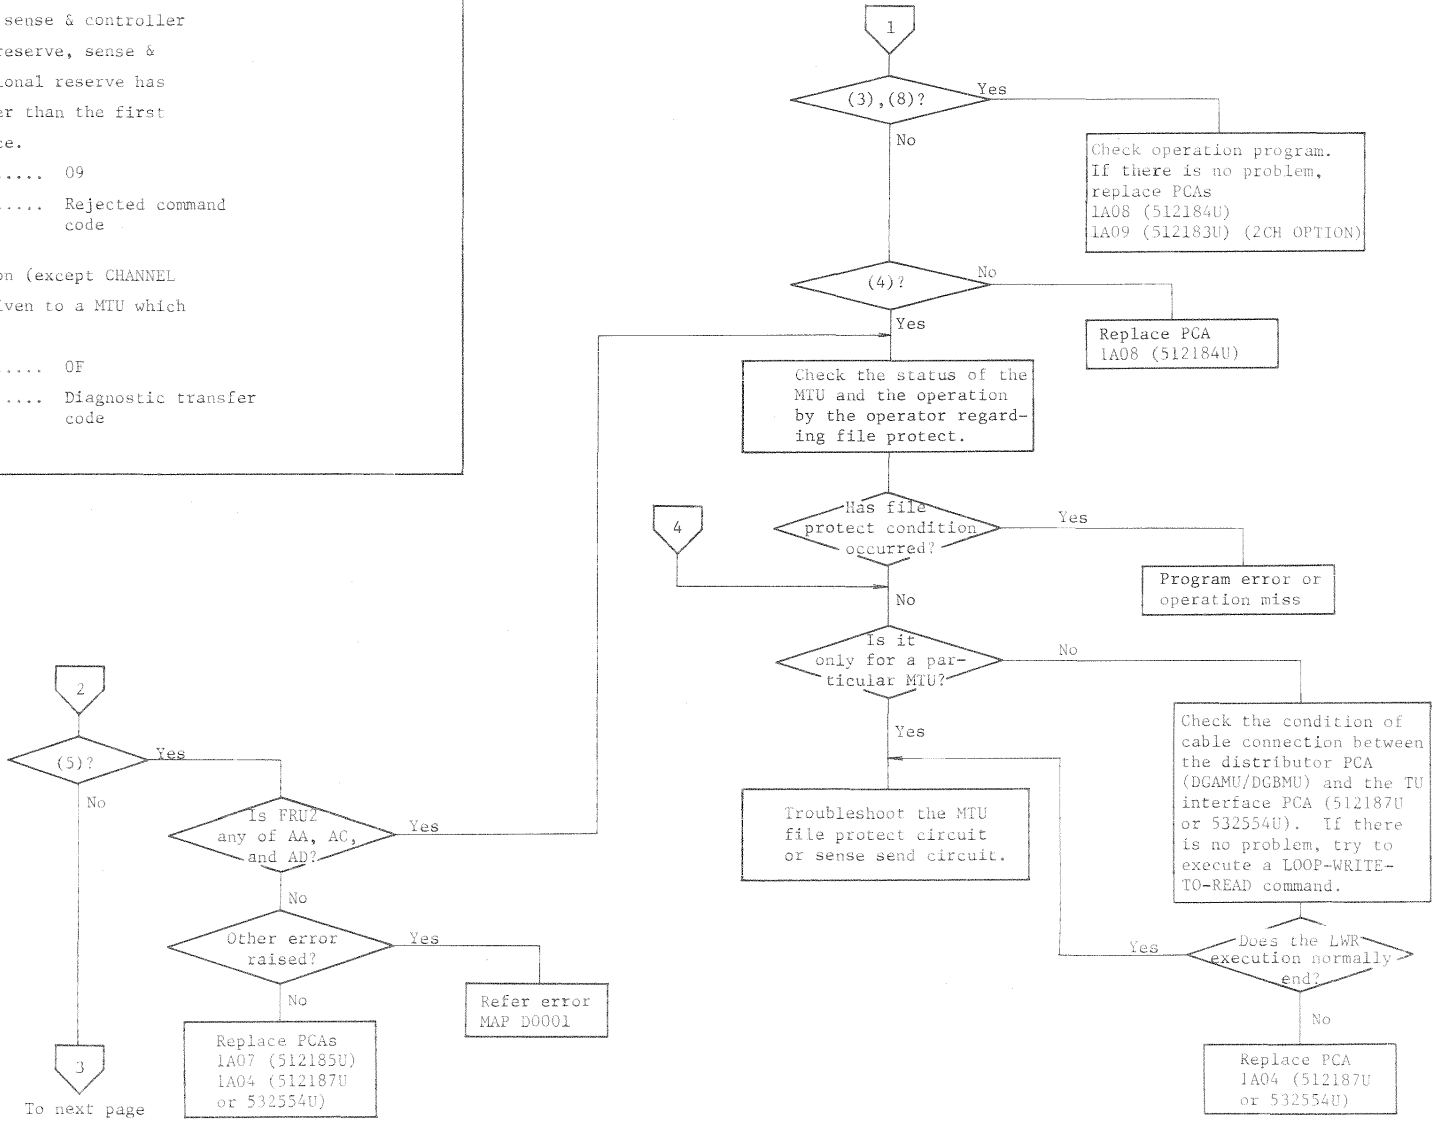 sense & controller
reserve, sense &
ional reserve has
er than the first
ce.
..... 09
..... Rejected command
code
on (except CHANNEL
iven to a MTU which
..... 0F
.... Diagnostic transfer
code
1
(3),(8)?
Yes
No
Check operation program.
If there is no problem,
replace PCAs
1A08 (512184U)
1A09 (512183U) (2CH OPTION)
(4)?
No
Yes
Replace PCA
1A08 (512184U)
Check the status of the
MTU and the operation
by the operator regard-
ing file protect.
4
Has file
protect condition
occurred?
Yes
No
Program error or
operation miss
Is it
only for a par-
ticular MTU?
No
Yes
Check the condition of
cable connection between
the distributor PCA
(DGAMU/DGBMU) and the TU
interface PCA (512187U
or 532554U). If there
is no problem, try to
execute a LOOP-WRITE-
TO-READ command.
Troubleshoot the MTU
file protect circuit
or sense send circuit.
Does the LWR
execution normally
end?
Yes
No
Replace PCA
1A04 (512187U
or 532554U)
2
(5)?
Yes
No
Is FRU2
any of AA, AC,
and AD?
Yes
No
Other error
raised?
Yes
No
Refer error
MAP D0001
Replace PCAs
1A07 (512185U)
1A04 (512187U
or 532554U)
3
To next page